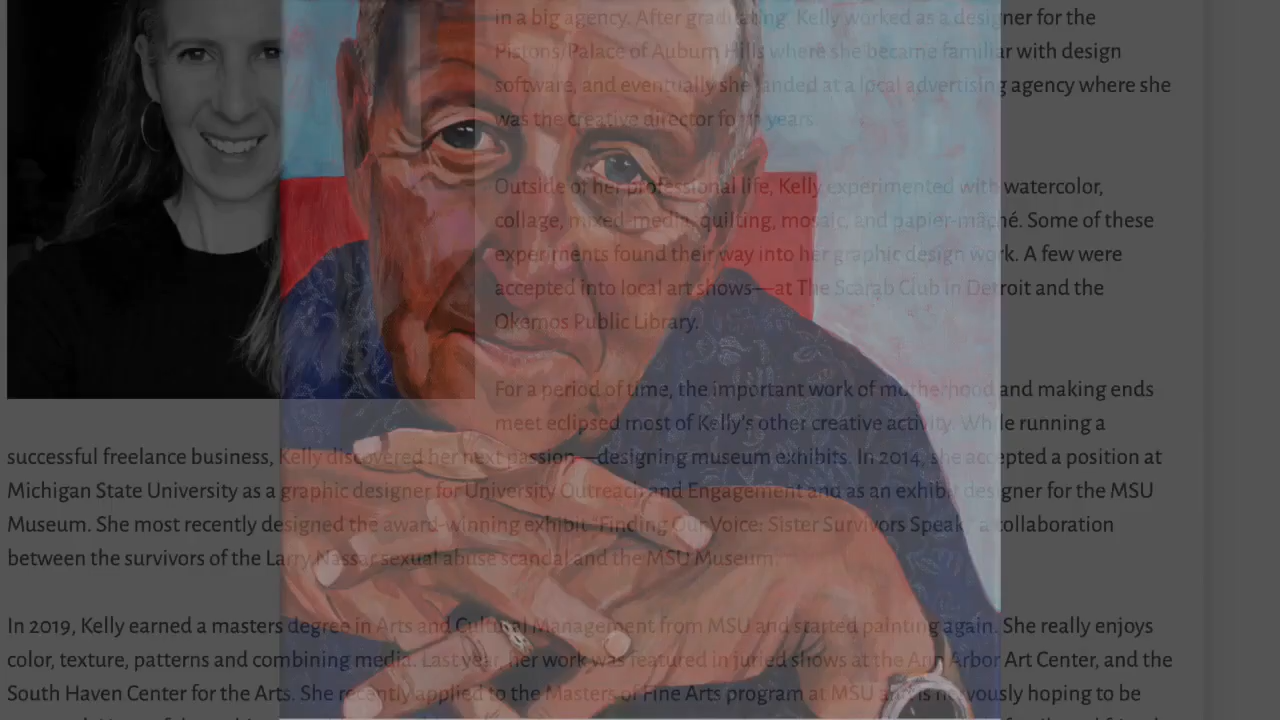 in a big agency. After graduating, Kelly worked as a designer for the
Pistons/Palace of Auburn Hills where she became familiar with design
software, and eventually she landed at a local advertising agency where she
was the creative director for 11 years.
Outside of her professional life, Kelly experimented with watercolor,
collage, mixed-media, quilting, mosaic, and papier-mâché. Some of these
experiments found their way into her graphic design work. A few were
accepted into local art shows—at The Scarab Club in Detroit and the
Okemos Public Library.
For a period of time, the important work of motherhood and making ends
meet eclipsed most of Kelly's other creative activity. While running a
successful freelance business, Kelly discovered her next passion—designing museum exhibits. In 2014, she accepted a position at
Michigan State University as a graphic designer for University Outreach and Engagement and as an exhibit designer for the MSU
Museum. She most recently designed the award-winning exhibit "Finding Our Voice: Sister Survivors Speak," a collaboration
between the survivors of the Larry Nassar sexual abuse scandal and the MSU Museum.
In 2019, Kelly earned a masters degree in Arts and Cultural Management from MSU and started painting again. She really enjoys
color, texture, patterns and combining media. Last year, her work was featured in juried shows at the Ann Arbor Art Center, and the
South Haven Center for the Arts. She recently applied to the Masters of Fine Arts program at MSU and is nervously hoping to be